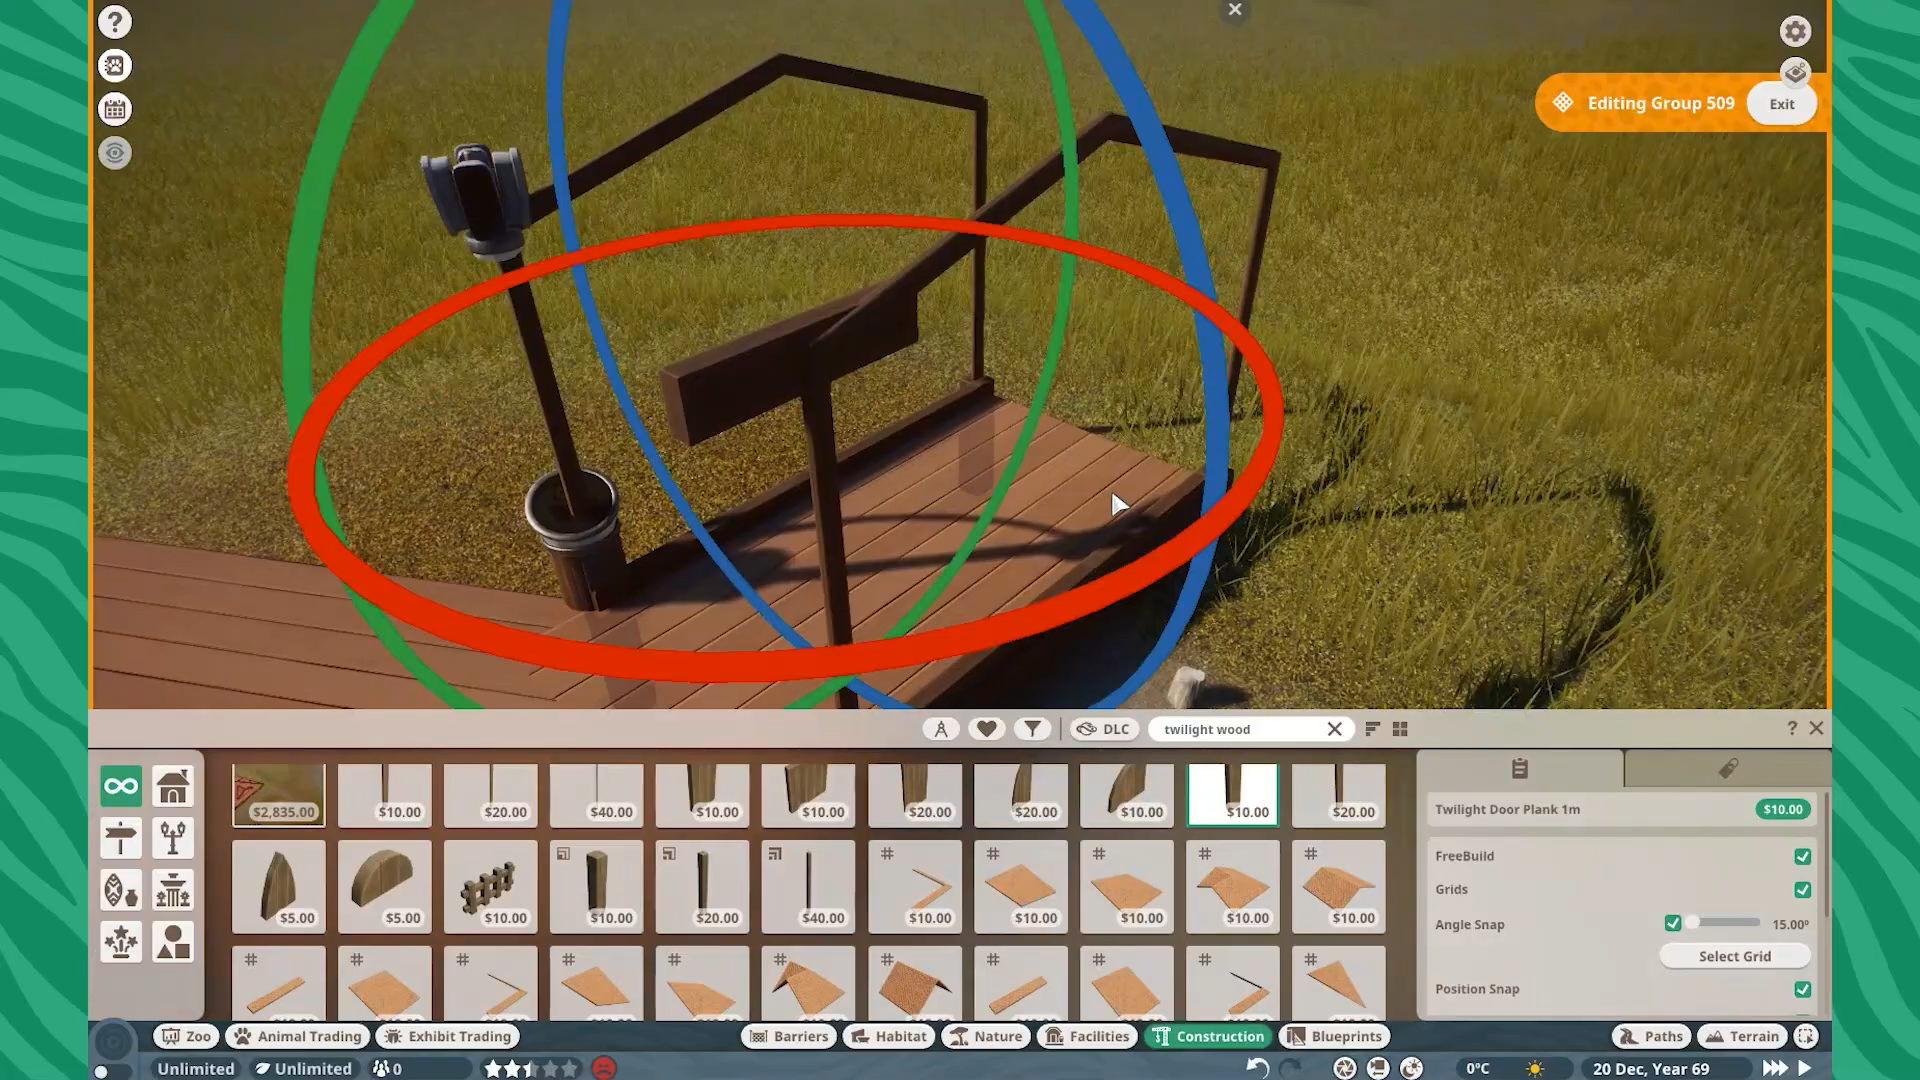 Editing Group 509
Exit
DLC
twilight wood
?
?
$2,835.00
$10.00
$20.00
$40.00
$10.00
$10.00
$20.00
$20.00
$10.00
$10.00
$20.00
$5.00
$5.00
$10.00
$10.00
$20.00
$40.00
$10.00
$10.00
$10.00
$10.00
$10.00
Twilight Door Plank 1m
$10.00
FreeBuild
Grids
Angle Snap
15.00°
Select Grid
Position Snap
Zoo
Animal Trading
Exhibit Trading
Barriers
Habitat
Nature
Facilities
Construction
Blueprints
Paths
Terrain
Unlimited
Unlimited
0
0°C
20 Dec, Year 69